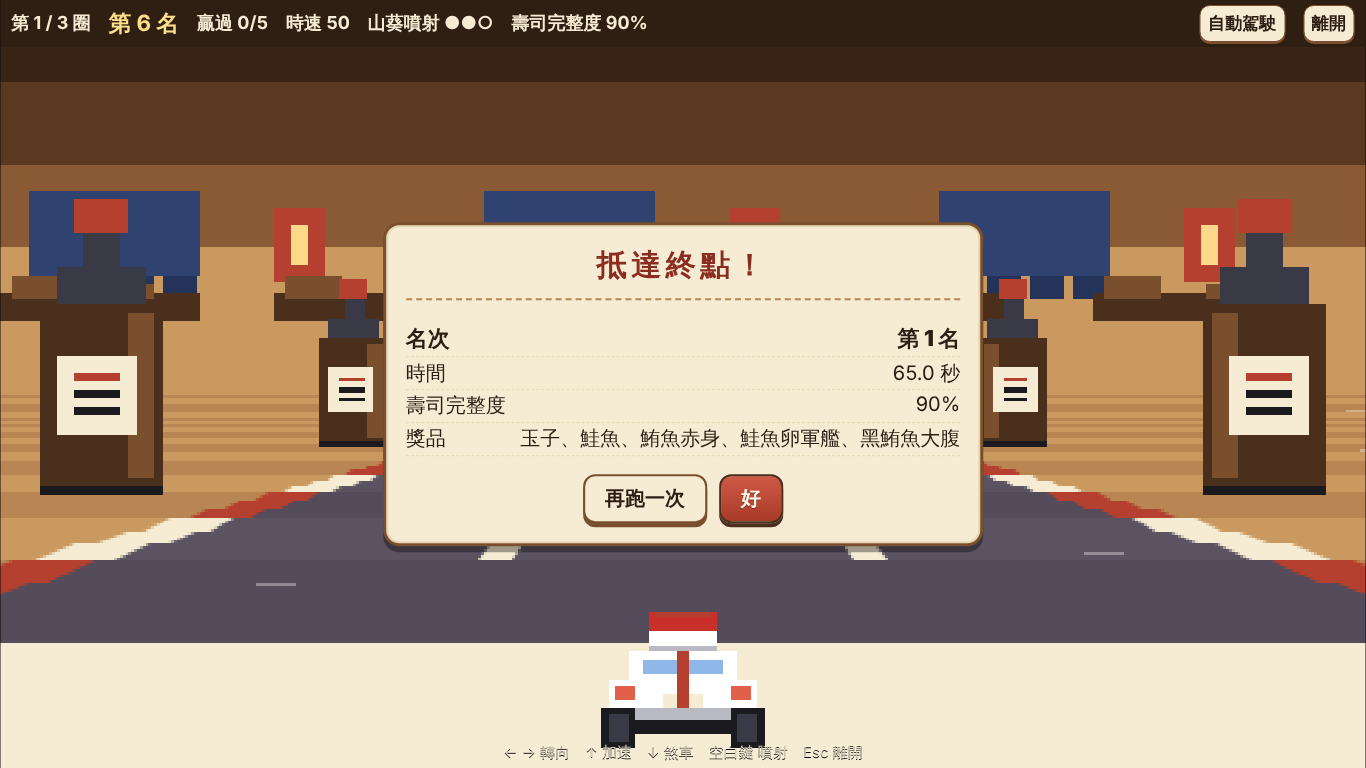 第 1 / 3 圈 第 6 名 贏過 0/5 時速 50 山葵噴射 ●●○ 壽司完整度 90% 自動駕駛 離開
抵達終點！
名次 第 1 名
時間 65.0 秒
壽司完整度 90%
獎品 玉子、鮭魚、鮪魚赤身、鮭魚卵軍艦、黑鮪魚大腹
再跑一次 好
← → 轉向 ↑ 加速 ↓ 煞車 空白鍵 噴射 Esc 離開